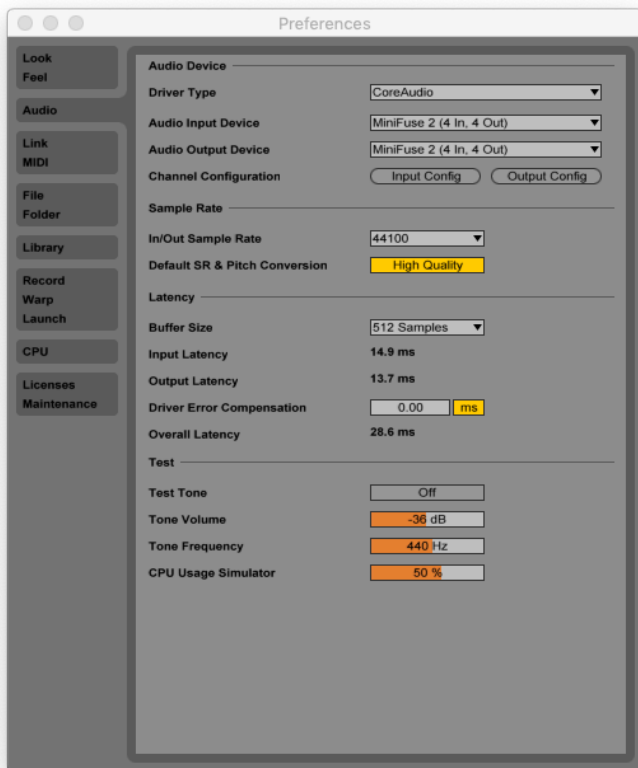 Preferences
Look
Feel
Audio
Link
MIDI
File
Folder
Library
Record
Warp
Launch
CPU
Licenses
Maintenance
Audio Device
Driver Type CoreAudio
Audio Input Device MiniFuse 2 (4 In, 4 Out)
Audio Output Device MiniFuse 2 (4 In, 4 Out)
Channel Configuration Input Config Output Config
Sample Rate
In/Out Sample Rate 44100
Default SR & Pitch Conversion High Quality
Latency
Buffer Size 512 Samples
Input Latency 14.9 ms
Output Latency 13.7 ms
Driver Error Compensation 0.00 ms
Overall Latency 28.6 ms
Test
Test Tone Off
Tone Volume -36 dB
Tone Frequency 440 Hz
CPU Usage Simulator 50 %